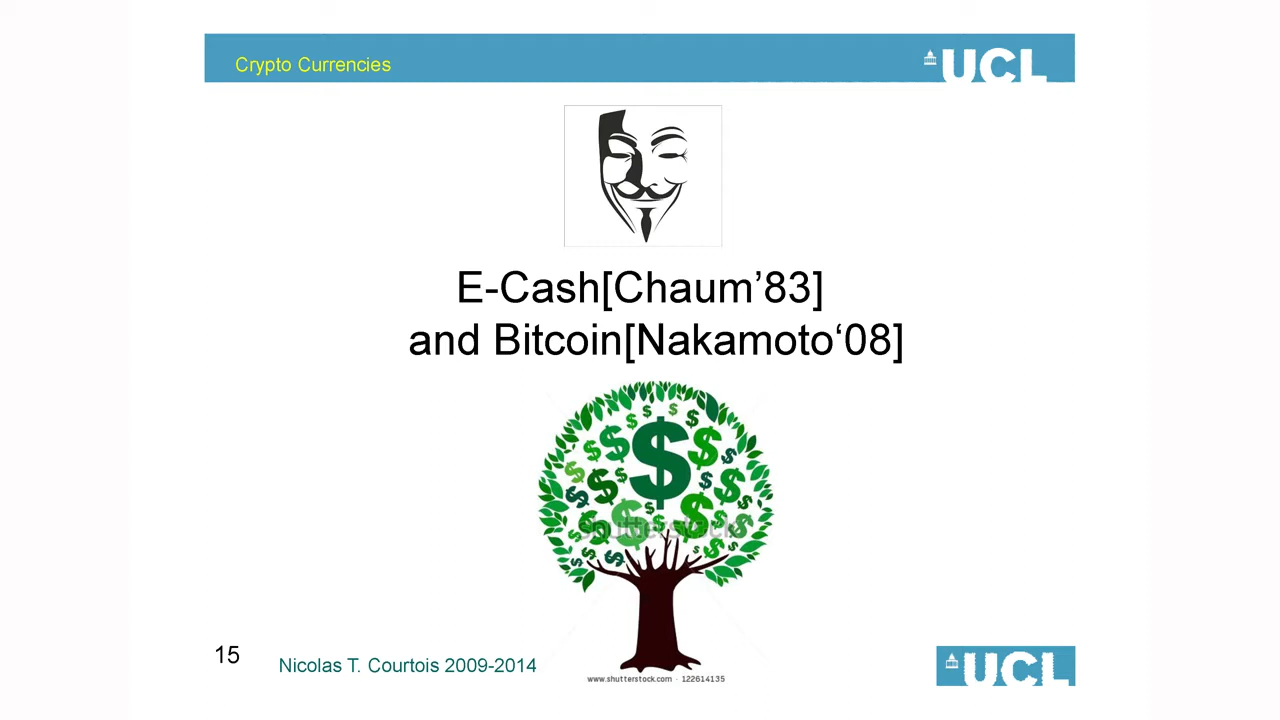 Crypto Currencies
UCL
E-Cash[Chaum’83]
and Bitcoin[Nakamoto‘08]
$
shutterstock
15
Nicolas T. Courtois 2009-2014
www.shutterstock.com · 122614135
UCL